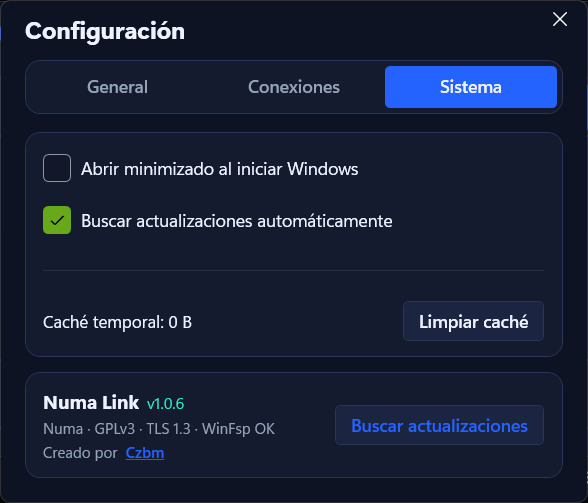 Configuración
General
Conexiones
Sistema
Abrir minimizado al iniciar Windows
Buscar actualizaciones automáticamente
Caché temporal: 0 B
Limpiar caché
Numa Link v1.0.6
Numa · GPLv3 · TLS 1.3 · WinFsp OK
Creado por Czbm
Buscar actualizaciones